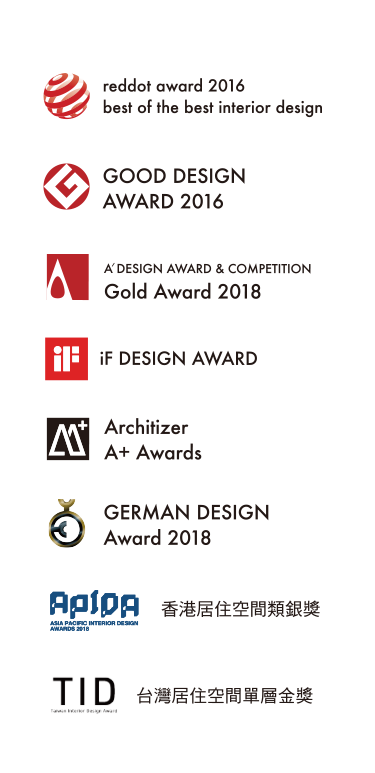 reddot award 2016
best of the best interior design
GOOD DESIGN
AWARD 2016
A' DESIGN AWARD & COMPETITION
Gold Award 2018
iF
iF DESIGN AWARD
Architizer
A+ Awards
GERMAN DESIGN
Award 2018
APIDA
ASIA PACIFIC INTERIOR DESIGN
AWARDS 2015
香港居住空間類銀獎
TID
Taiwan Interior Design Award
台灣居住空間單層金獎